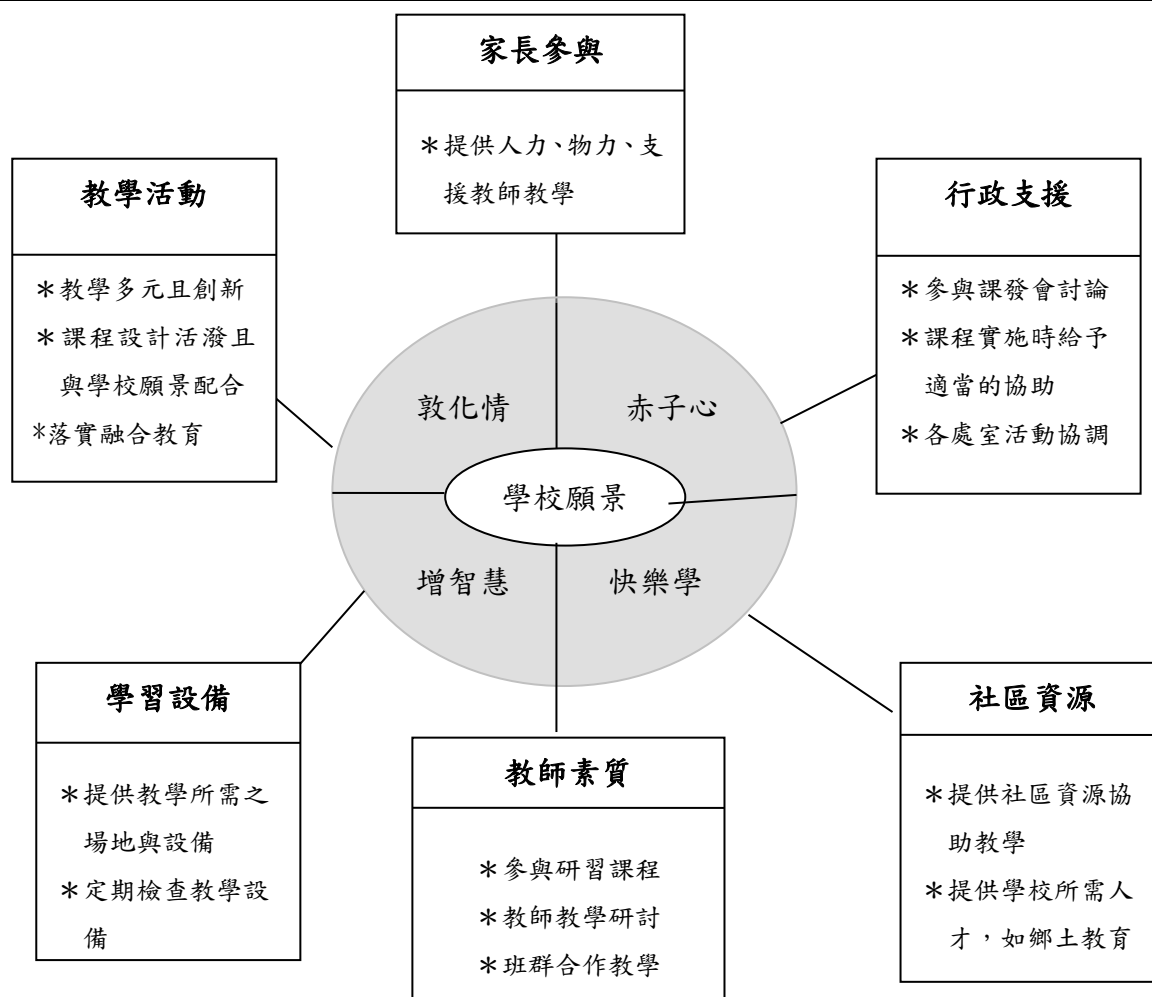 家長參與
＊提供人力、物力、支
援教師教學
教學活動
＊教學多元且創新
＊課程設計活潑且
與學校願景配合
*落實融合教育
行政支援
＊參與課發會討論
＊課程實施時給予
適當的協助
＊各處室活動協調
敦化情
赤子心
學校願景
增智慧
快樂學
學習設備
＊提供教學所需之
場地與設備
＊定期檢查教學設
備
教師素質
＊參與研習課程
＊教師教學研討
＊班群合作教學
社區資源
＊提供社區資源協
助教學
＊提供學校所需人
才，如鄉土教育